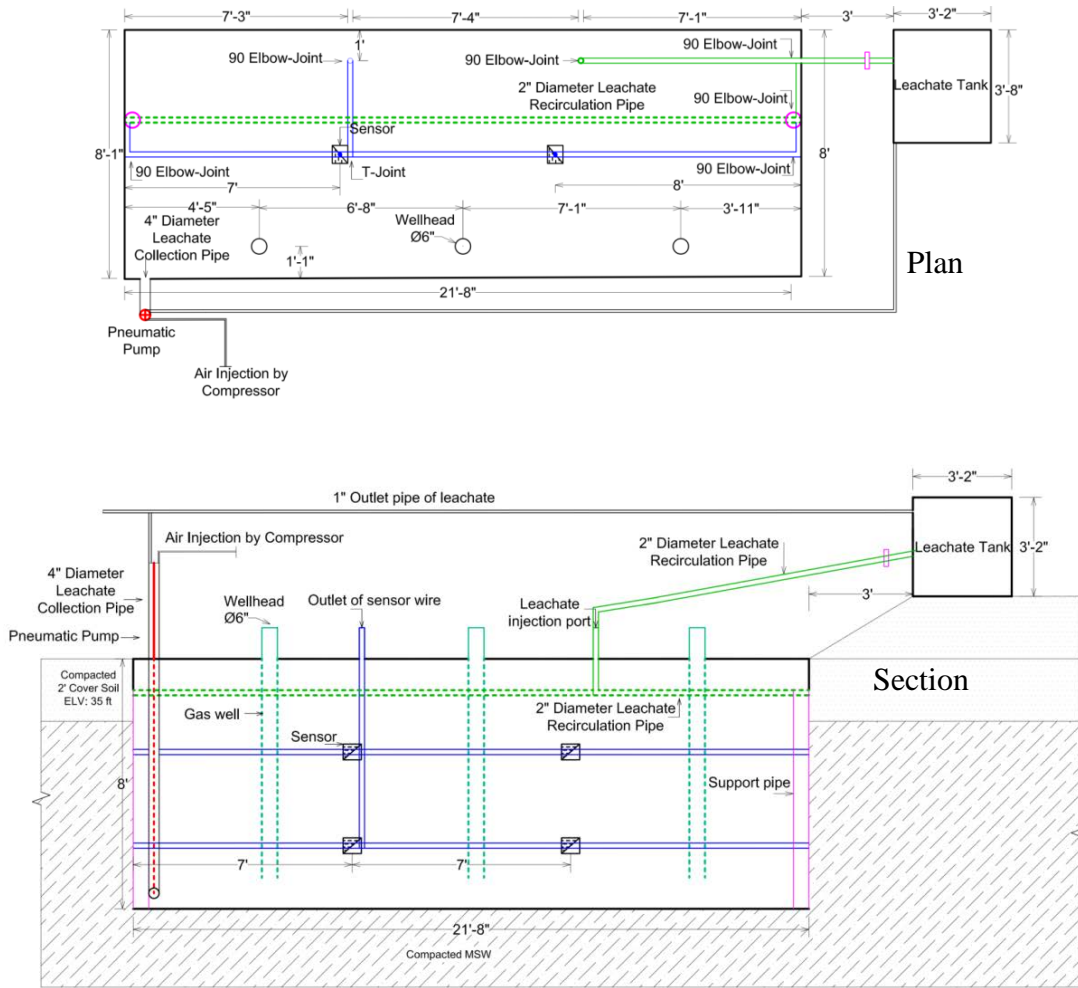 7'-3"
7'-4"
7'-1"
3'
3'-2"
1'
90 Elbow-Joint
90 Elbow-Joint
90 Elbow-Joint
2" Diameter Leachate
Recirculation Pipe
90 Elbow-Joint
Leachate Tank
3'-8"
Sensor
8'-1"
8'
90 Elbow-Joint
T-Joint
90 Elbow-Joint
7'
8'
4'-5"
6'-8"
7'-1"
3'-11"
4" Diameter
Leachate
Collection Pipe
Wellhead
Ø6"
1'-1"
Plan
21'-8"
Pneumatic
Pump
Air Injection by
Compressor
3'-2"
1" Outlet pipe of leachate
Air Injection by Compressor
2" Diameter Leachate
Recirculation Pipe
Leachate Tank
3'-2"
4" Diameter
Leachate
Collection Pipe
Wellhead
Ø6"
Outlet of sensor wire
Leachate
injection port
3'
Pneumatic Pump
Compacted
2' Cover Soil
ELV: 35 ft
Section
Gas well
2" Diameter Leachate
Recirculation Pipe
Sensor
8'
Support pipe
7'
7'
21'-8"
Compacted MSW